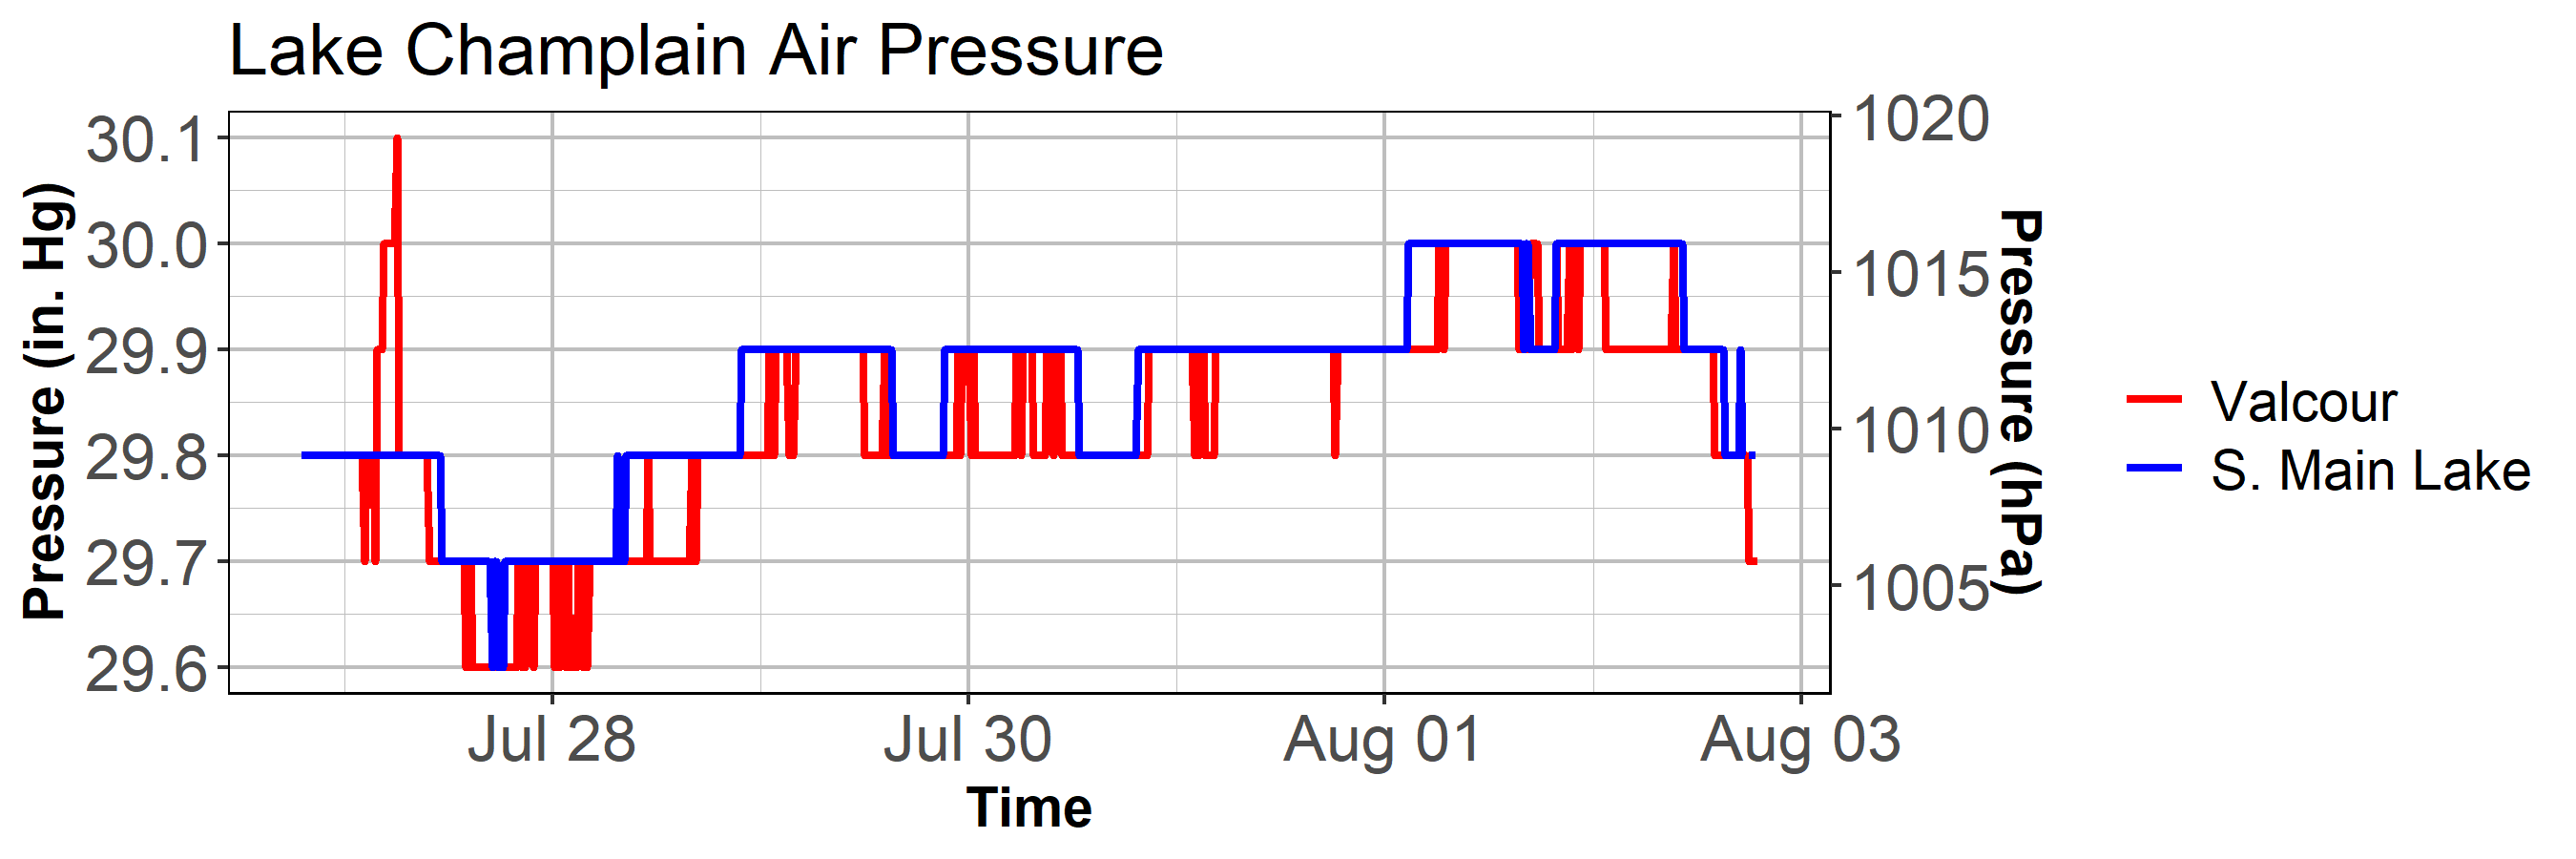 Lake Champlain Air Pressure
Pressure (in. Hg)
30.1
30.0
29.9
29.8
29.7
29.6
1020
1015
1010
1005
Pressure (hPa)
Jul 28
Jul 30
Aug 01
Aug 03
Time
Valcour
S. Main Lake